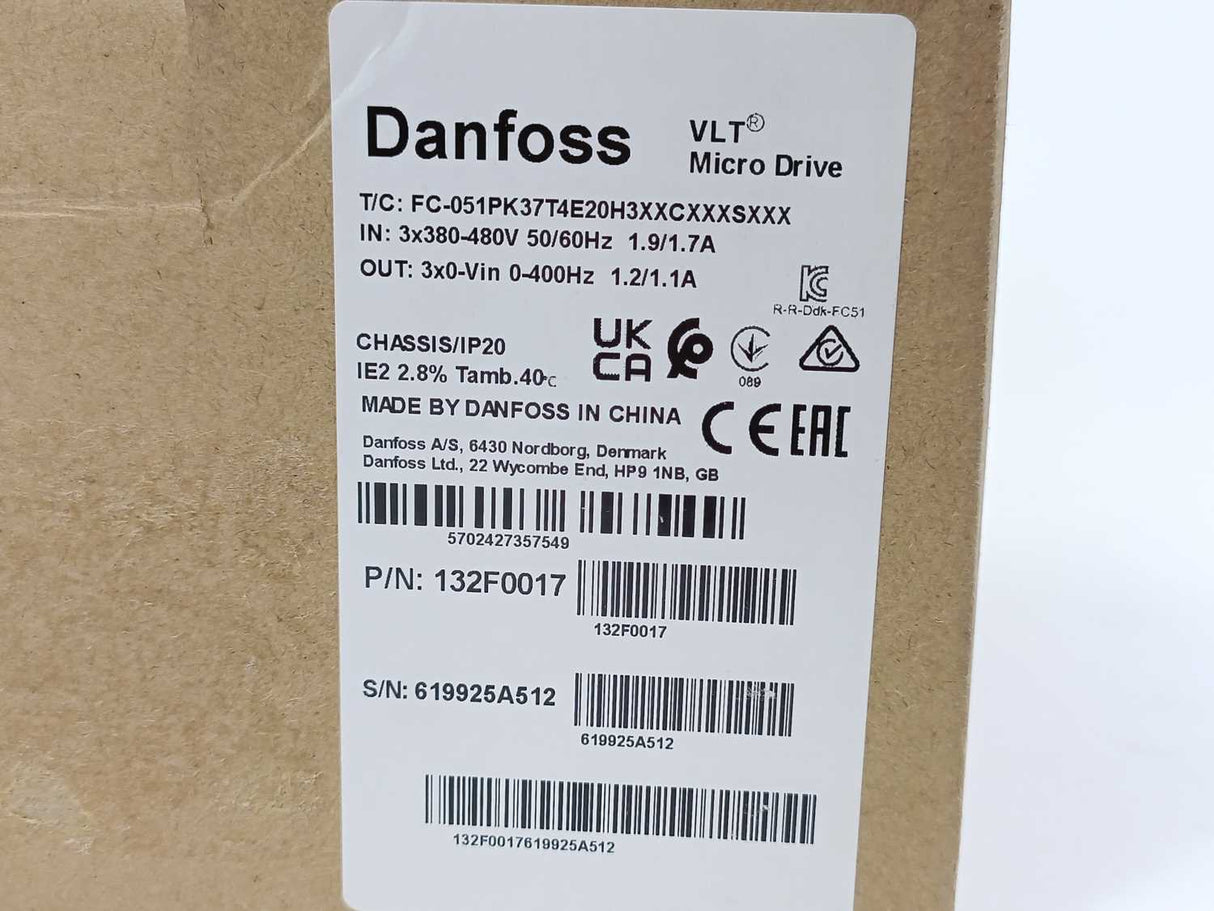 Danfoss
VLT®
Micro Drive
T/C: FC-051PK37T4E20H3XXCXXXSXXX
IN: 3x380-480V 50/60Hz 1.9/1.7A
OUT: 3x0-Vin 0-400Hz 1.2/1.1A
R-R-Ddk-FC51
CHASSIS/IP20
IE2 2.8% Tamb.40°C
UK
CA
089
MADE BY DANFOSS IN CHINA
CE EAC
Danfoss A/S, 6430 Nordborg, Denmark
Danfoss Ltd., 22 Wycombe End, HP9 1NB, GB
5702427357549
P/N: 132F0017
132F0017
S/N: 619925A512
619925A512
132F0017619925A512